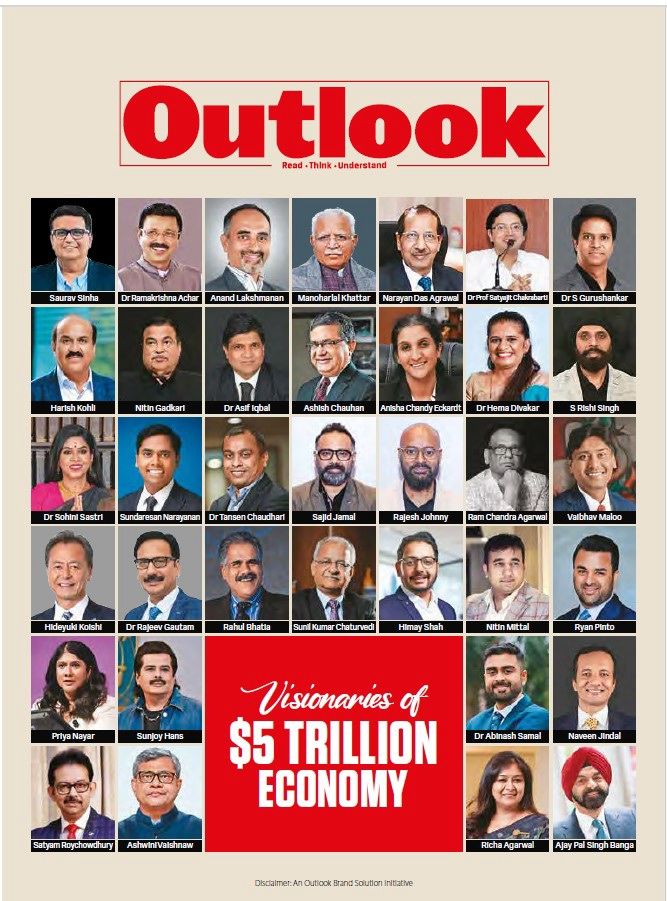 Outlook
Read • Think • Understand
Saurav Sinha
Dr Ramakrishna Achar
Anand Lakshmanan
Manoharlal Khattar
Narayan Das Agrawal
Dr Prof Satyajit Chakrabarti
Dr S Gurushankar
Harish Kohli
Nitin Gadkari
Dr Asif Iqbal
Ashish Chauhan
Anisha Chandy Eckardt
Dr Hema Divakar
S Rishi Singh
Dr Sohini Sastri
Sundaresan Narayanan
Dr Tansen Chaudhari
Sajid Jamal
Rajesh Johnny
Ram Chandra Agarwal
Vaibhav Maloo
Hideyuki Koishi
Dr Rajeev Gautam
Rahul Bhatia
Sunil Kumar Chaturvedi
Himay Shah
Nitin Mittal
Ryan Pinto
Priya Nayar
Sunjoy Hans
Visionaries of
$5 TRILLION
ECONOMY
Dr Abinash Samal
Naveen Jindal
Satyam Roychowdhury
Ashwini Vaishnaw
Richa Agarwal
Ajay Pal Singh Banga
Disclaimer: An Outlook Brand Solution Initiative